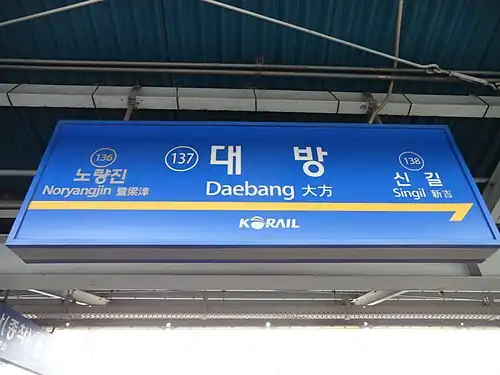 136
노량진
Noryangjin 鷺梁津
137 대 방
Daebang 大方
138
신 길
Singil 新吉
KORAIL